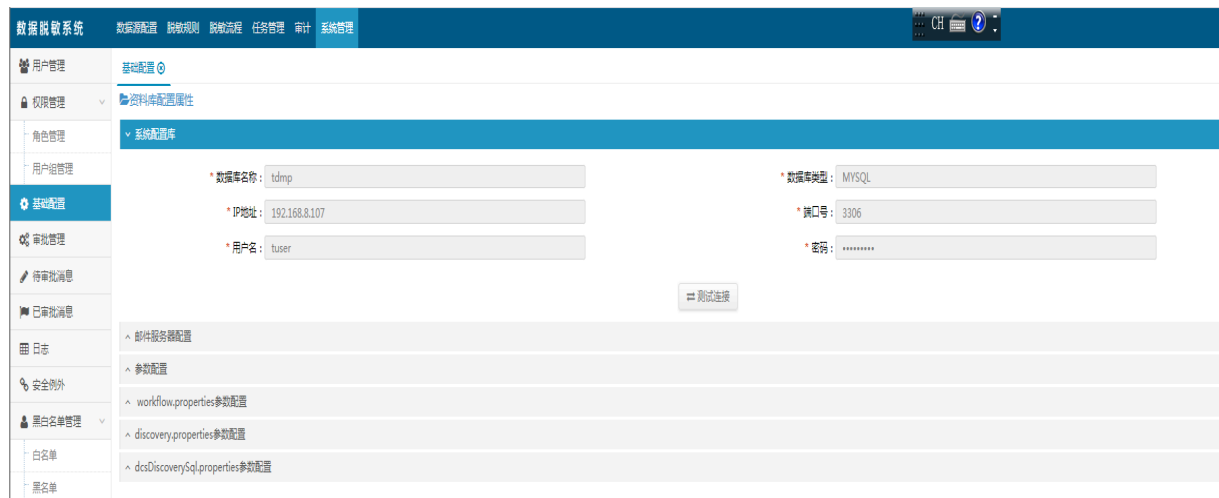 数据脱敏系统 数据源配置 脱敏规则 脱敏流程 任务管理 审计 系统管理 CH
用户管理
权限管理
角色管理
用户组管理
基础配置
审批管理
待审批消息
已审批消息
日志
安全例外
黑白名单管理
白名单
黑名单
基础配置
资料库配置属性
系统配置库
* 数据库名称: tdmp * 数据库类型: MYSQL
* IP地址: 192.168.8.107 * 端口号: 3306
* 用户名: tuser * 密码: •••••••••
测试连接
邮件服务器配置
参数配置
workflow.properties参数配置
discovery.properties参数配置
dcsDiscoverySql.properties参数配置